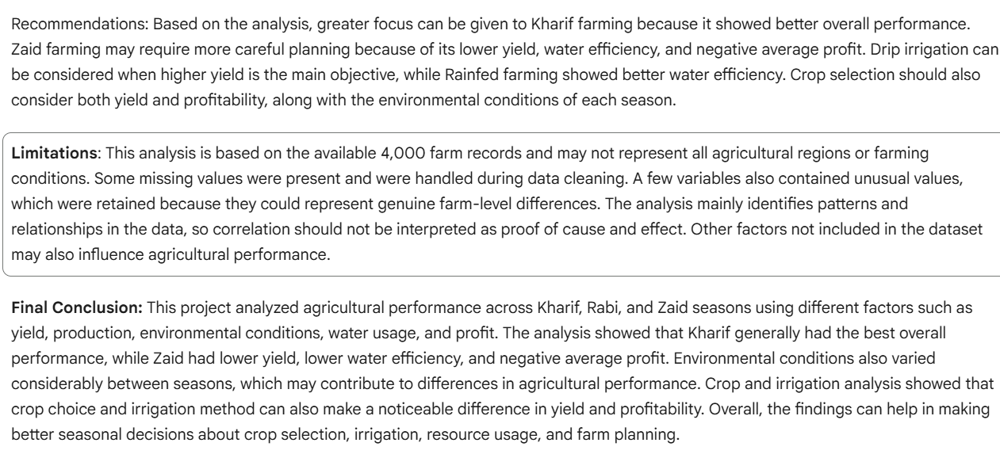 Recommendations: Based on the analysis, greater focus can be given to Kharif farming because it showed better overall performance.
Zaid farming may require more careful planning because of its lower yield, water efficiency, and negative average profit. Drip irrigation can
be considered when higher yield is the main objective, while Rainfed farming showed better water efficiency. Crop selection should also
consider both yield and profitability, along with the environmental conditions of each season.
Limitations: This analysis is based on the available 4,000 farm records and may not represent all agricultural regions or farming
conditions. Some missing values were present and were handled during data cleaning. A few variables also contained unusual values,
which were retained because they could represent genuine farm-level differences. The analysis mainly identifies patterns and
relationships in the data, so correlation should not be interpreted as proof of cause and effect. Other factors not included in the dataset
may also influence agricultural performance.
Final Conclusion: This project analyzed agricultural performance across Kharif, Rabi, and Zaid seasons using different factors such as
yield, production, environmental conditions, water usage, and profit. The analysis showed that Kharif generally had the best overall
performance, while Zaid had lower yield, lower water efficiency, and negative average profit. Environmental conditions also varied
considerably between seasons, which may contribute to differences in agricultural performance. Crop and irrigation analysis showed that
crop choice and irrigation method can also make a noticeable difference in yield and profitability. Overall, the findings can help in making
better seasonal decisions about crop selection, irrigation, resource usage, and farm planning.